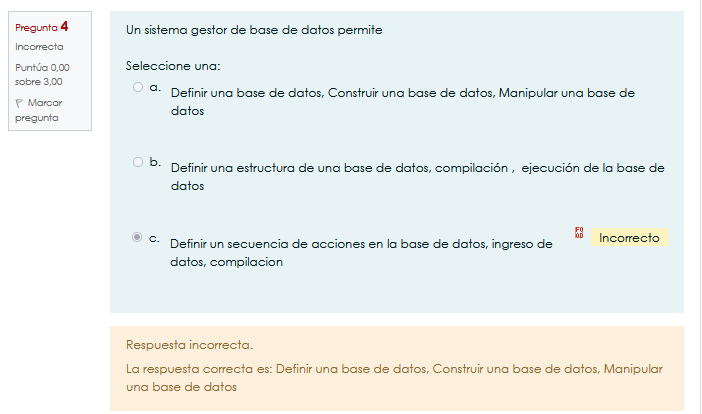 Pregunta 4
Incorrecta
Puntúa 0,00
sobre 3,00
Marcar
pregunta
Un sistema gestor de base de datos permite
Seleccione una:
a. Definir una base de datos, Construir una base de datos, Manipular una base de
datos
b. Definir una estructura de una base de datos, compilación , ejecución de la base de
datos
c. Definir un secuencia de acciones en la base de datos, ingreso de
datos, compilacion
Incorrecto
Respuesta incorrecta.
La respuesta correcta es: Definir una base de datos, Construir una base de datos, Manipular
una base de datos